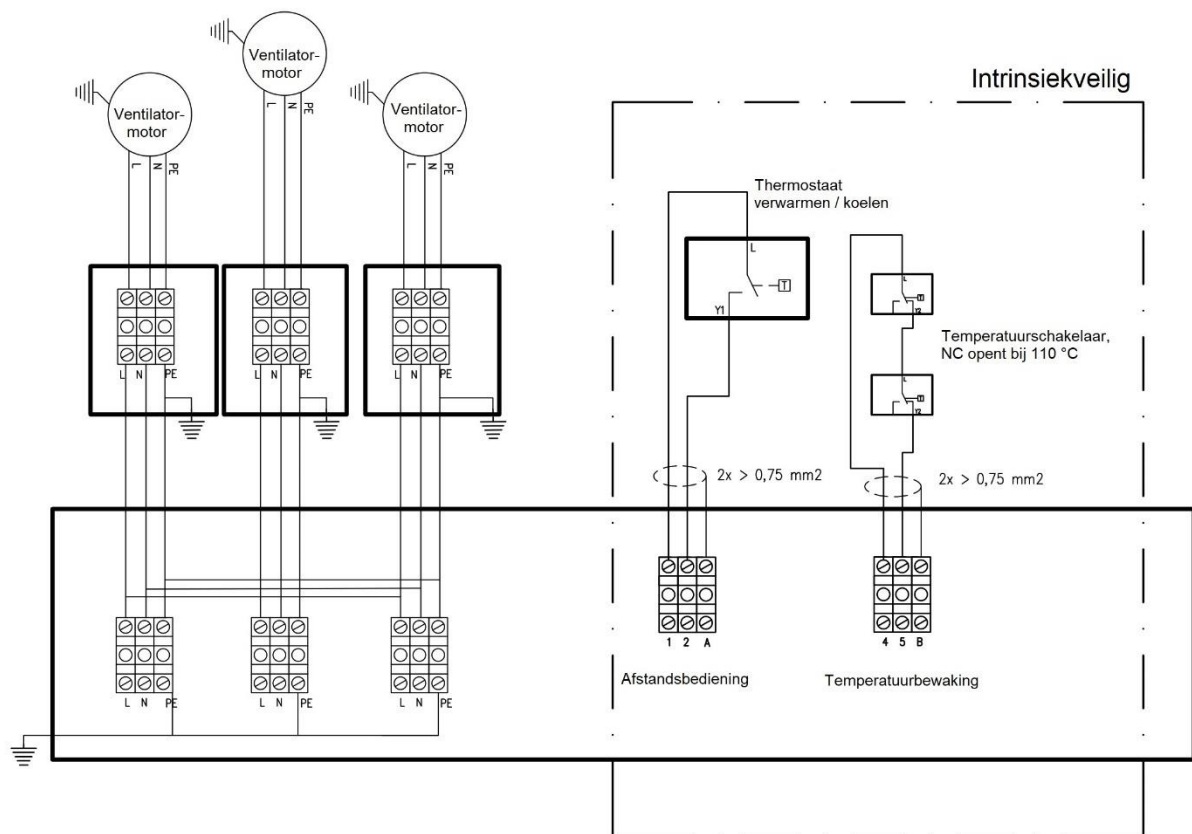 Ventilator-
motor
Ventilator-
motor
Ventilator-
motor
L N PE
L N PE
L N PE
L N PE
L N PE
L N PE
L N PE
L N PE
L N PE
Intrinsiekveilig
Thermostaat
verwarmen / koelen
L
T
Y1
L
T
Y2
Temperatuurschakelaar,
NC opent bij 110 °C
L
T
Y2
2x > 0,75 mm2
2x > 0,75 mm2
1 2 A
4 5 B
Afstandsbediening
Temperatuurbewaking